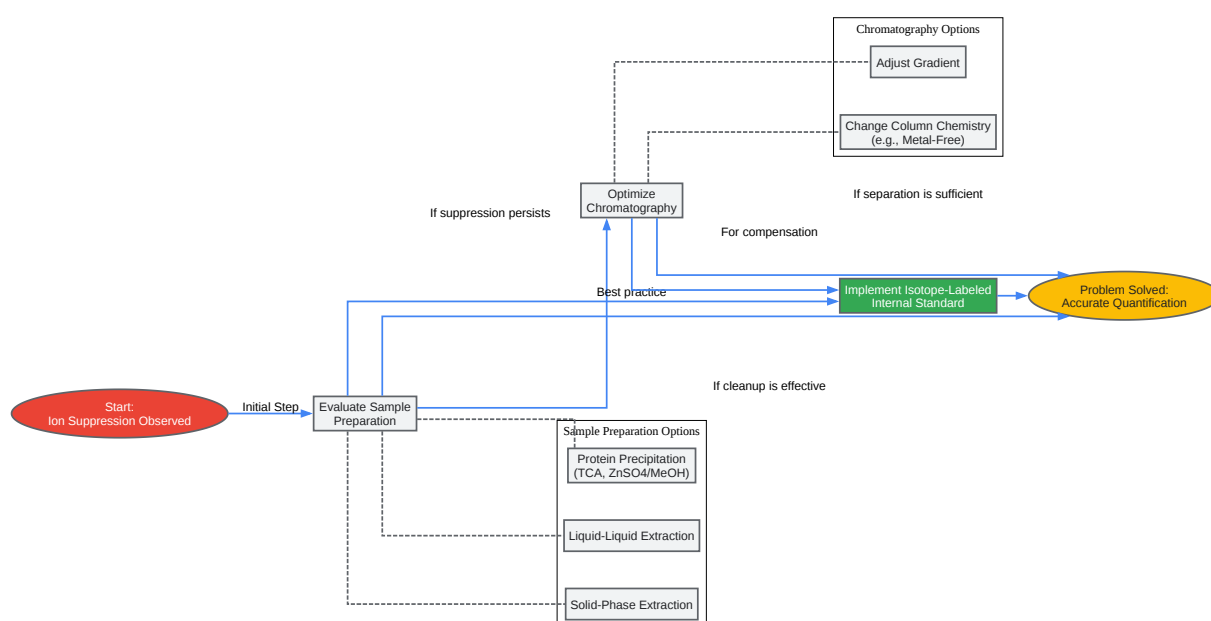 Chromatography Options
Adjust Gradient
Change Column Chemistry
(e.g., Metal-Free)
Optimize
Chromatography
If separation is sufficient
If suppression persists
For compensation
Implement Isotope-Labeled
Internal Standard
Problem Solved:
Accurate Quantification
Best practice
If cleanup is effective
Start:
Ion Suppression Observed
Initial Step
Evaluate Sample
Preparation
Sample Preparation Options
Protein Precipitation
(TCA, ZnSO4/MeOH)
Liquid-Liquid Extraction
Solid-Phase Extraction